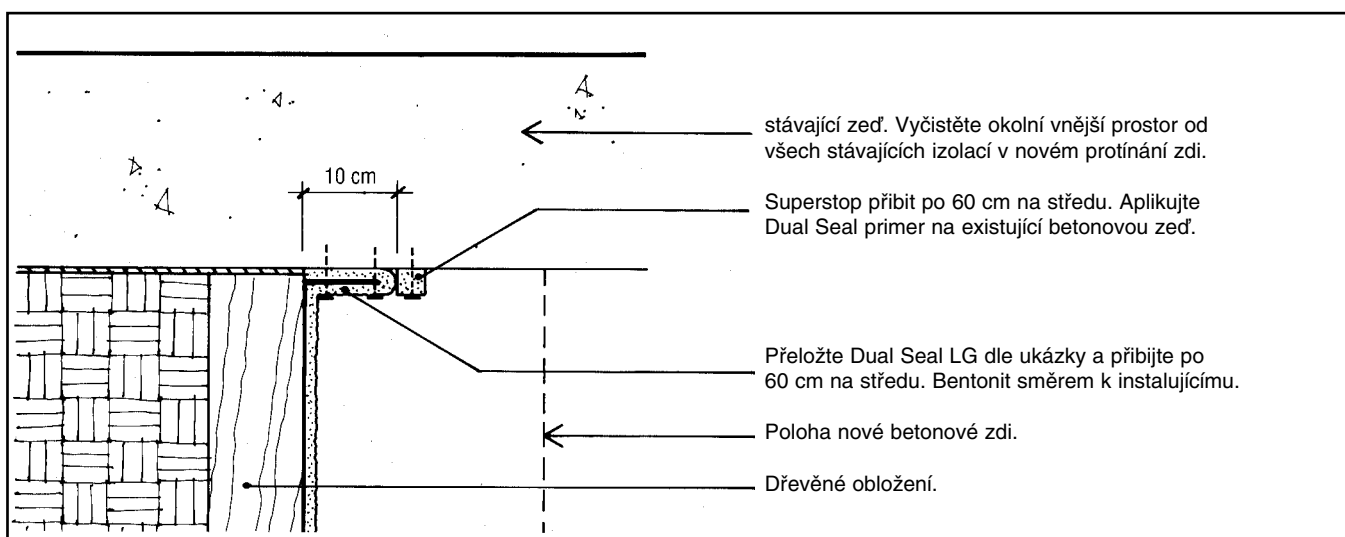 stávající zeď. Vyčistěte okolní vnější prostor od
všech stávajících izolací v novém protínání zdi.
10 cm
Superstop přibit po 60 cm na středu. Aplikujte
Dual Seal primer na existující betonovou zeď.
Přeložte Dual Seal LG dle ukázky a přibijte po
60 cm na středu. Bentonit směrem k instalujícímu.
Poloha nové betonové zdi.
Dřevěné obložení.